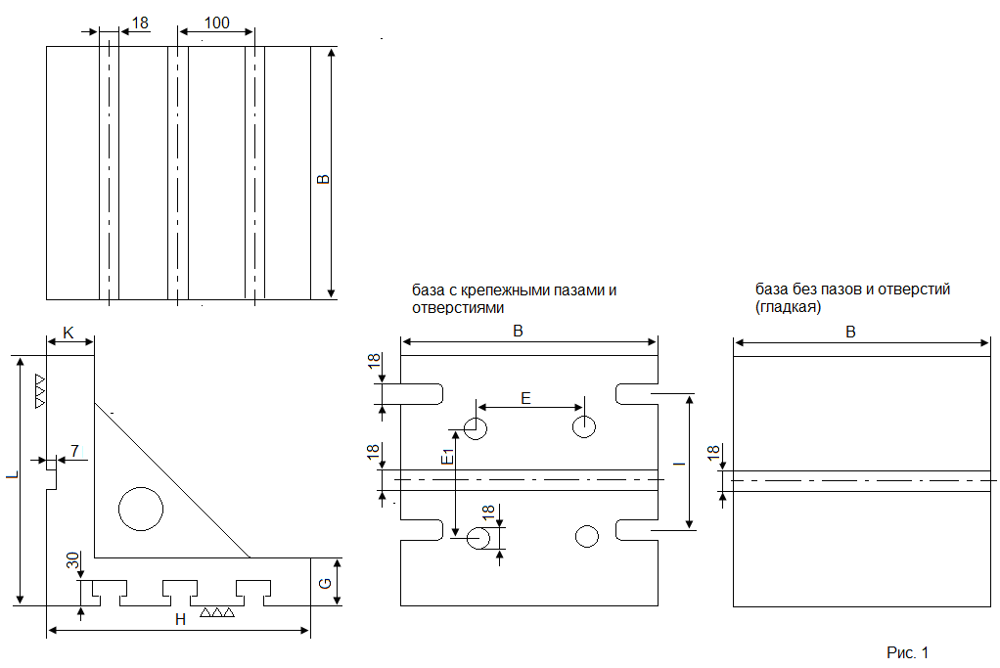 18
100
B
база с крепежными пазами и
отверстиями
база без пазов и отверстий
(гладкая)
K
B
B
18
E
7
18
E1
I
18
L
18
30
G
H
Рис. 1